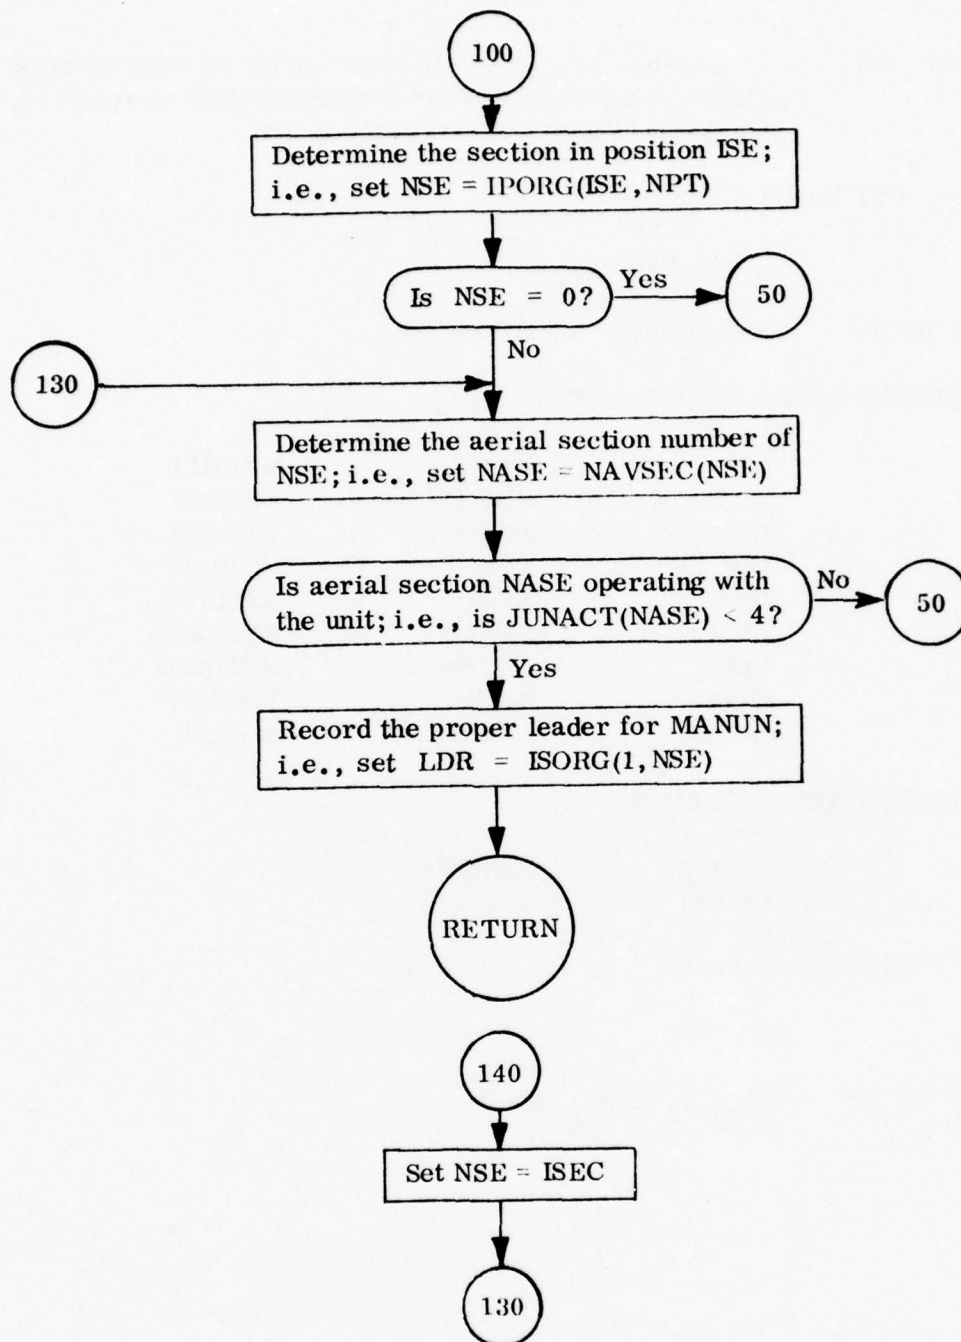 100
Determine the section in position ISE;
i.e., set NSE = IPORG(ISE,NPT)
Is NSE = 0?
Yes
50
No
130
Determine the aerial section number of
NSE; i.e., set NASE = NAVSEC(NSE)
Is aerial section NASE operating with
the unit; i.e., is JUNACT(NASE) < 4?
No
50
Yes
Record the proper leader for MANUN;
i.e., set LDR = ISORG(1,NSE)
RETURN
140
Set NSE = ISEC
130